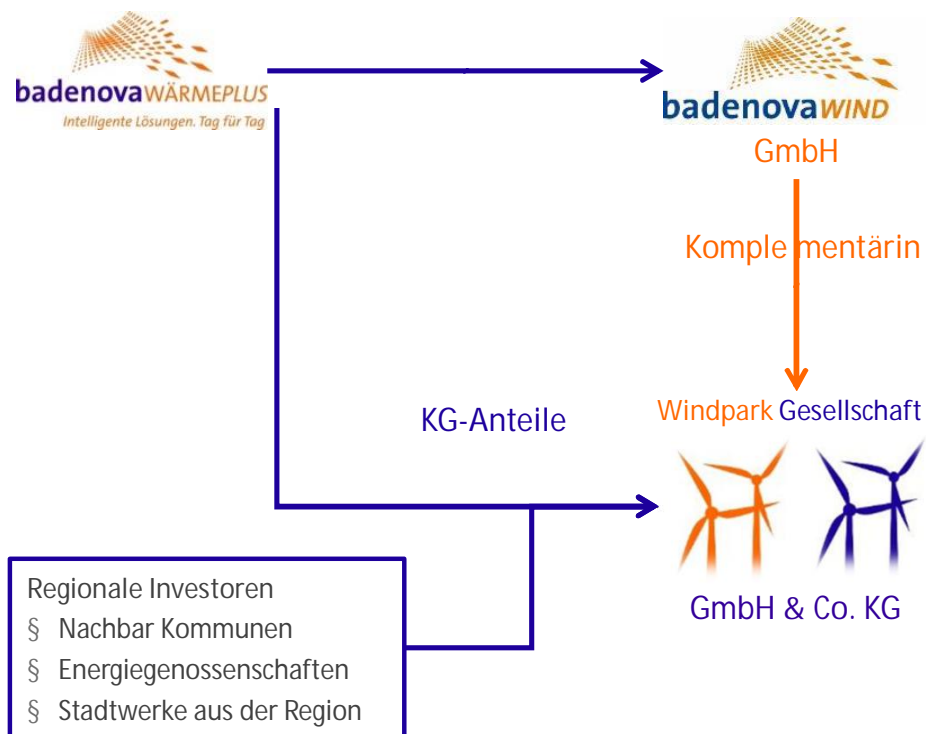 badenovaWÄRMEPLUS
Intelligente Lösungen. Tag für Tag
badenovaWIND
GmbH
Komplementärin
KG-Anteile
Windpark Gesellschaft
GmbH & Co. KG
Regionale Investoren
§ Nachbar Kommunen
§ Energiegenossenschaften
§ Stadtwerke aus der Region